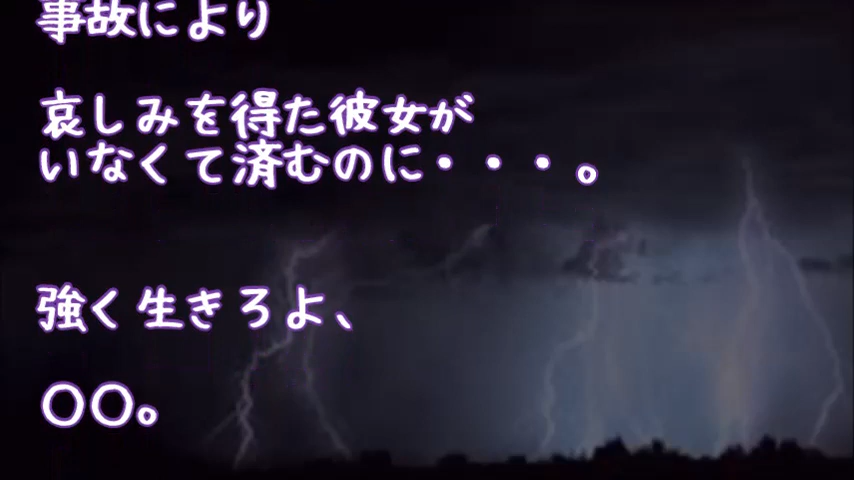 事故により
哀しみを得た彼女が
いなくて済むのに・・・。
強く生きろよ、
〇〇。